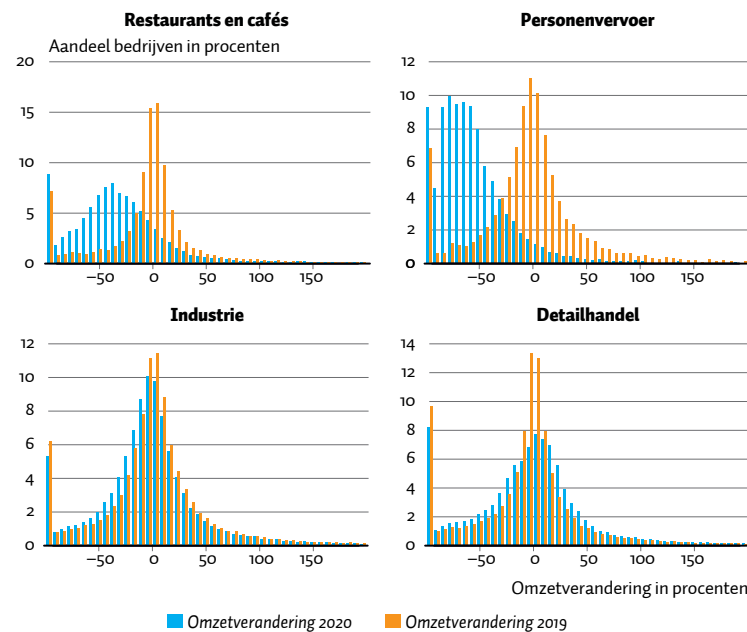 Restaurants en cafés
Aandeel bedrijven in procenten
20
15
10
5
0
–50 0 50 100 150
Personenvervoer
12
10
8
6
4
2
0
–50 0 50 100 150
Industrie
12
10
8
6
4
2
0
–50 0 50 100 150
Detailhandel
14
12
10
8
6
4
2
0
–50 0 50 100 150
Omzetverandering in procenten
Omzetverandering 2020 Omzetverandering 2019